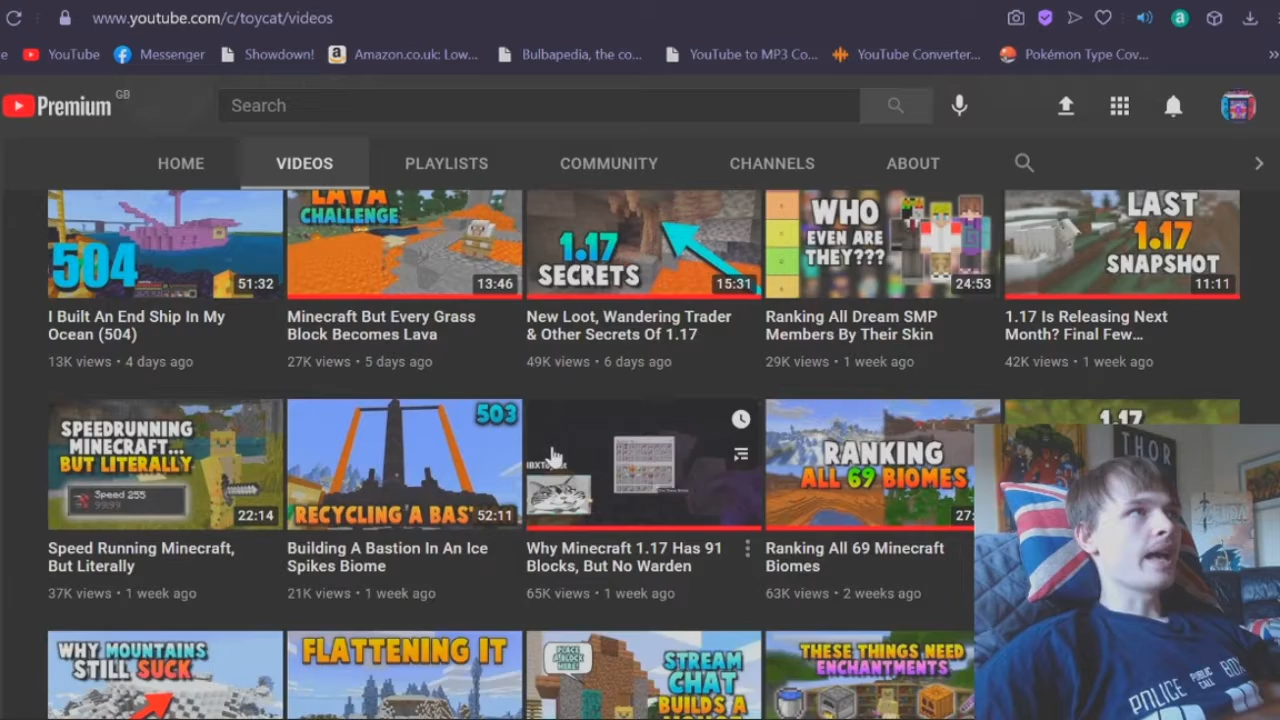 www.youtube.com/c/toycat/videos
YouTube
Messenger
Showdown!
Amazon.co.uk: Low...
Bulbapedia, the co...
YouTube to MP3 Co...
YouTube Converter...
Pokémon Type Cov...
Premium GB
Search
HOME
VIDEOS
PLAYLISTS
COMMUNITY
CHANNELS
ABOUT
504
51:32
LAVA
CHALLENGE
13:46
1.17
SECRETS
15:31
WHO
EVEN ARE
THEY???
24:53
LAST
1.17
SNAPSHOT
11:11
I Built An End Ship In My
Ocean (504)
13K views • 4 days ago
Minecraft But Every Grass
Block Becomes Lava
27K views • 5 days ago
New Loot, Wandering Trader
& Other Secrets Of 1.17
49K views • 6 days ago
Ranking All Dream SMP
Members By Their Skin
29K views • 1 week ago
1.17 Is Releasing Next
Month? Final Few...
42K views • 1 week ago
SPEEDRUNNING
MINECRAFT...
BUT LITERALLY
Speed 255
22:14
503
RECYCLING A BAS'
52:11
RANKING
ALL 69 BIOMES
27:
1.17
Speed Running Minecraft,
But Literally
37K views • 1 week ago
Building A Bastion In An Ice
Spikes Biome
21K views • 1 week ago
Why Minecraft 1.17 Has 91
Blocks, But No Warden
65K views • 1 week ago
Ranking All 69 Minecraft
Biomes
63K views • 2 weeks ago
THOR
WHY MOUNTAINS
STILL SUCK
FLATTENING IT
PLACE
A BLOCK
HERE!
STREAM
CHAT
BUILDS A
THESE THINGS NEED
ENCHANTMENTS
POLICE PUBLIC CALL BOX